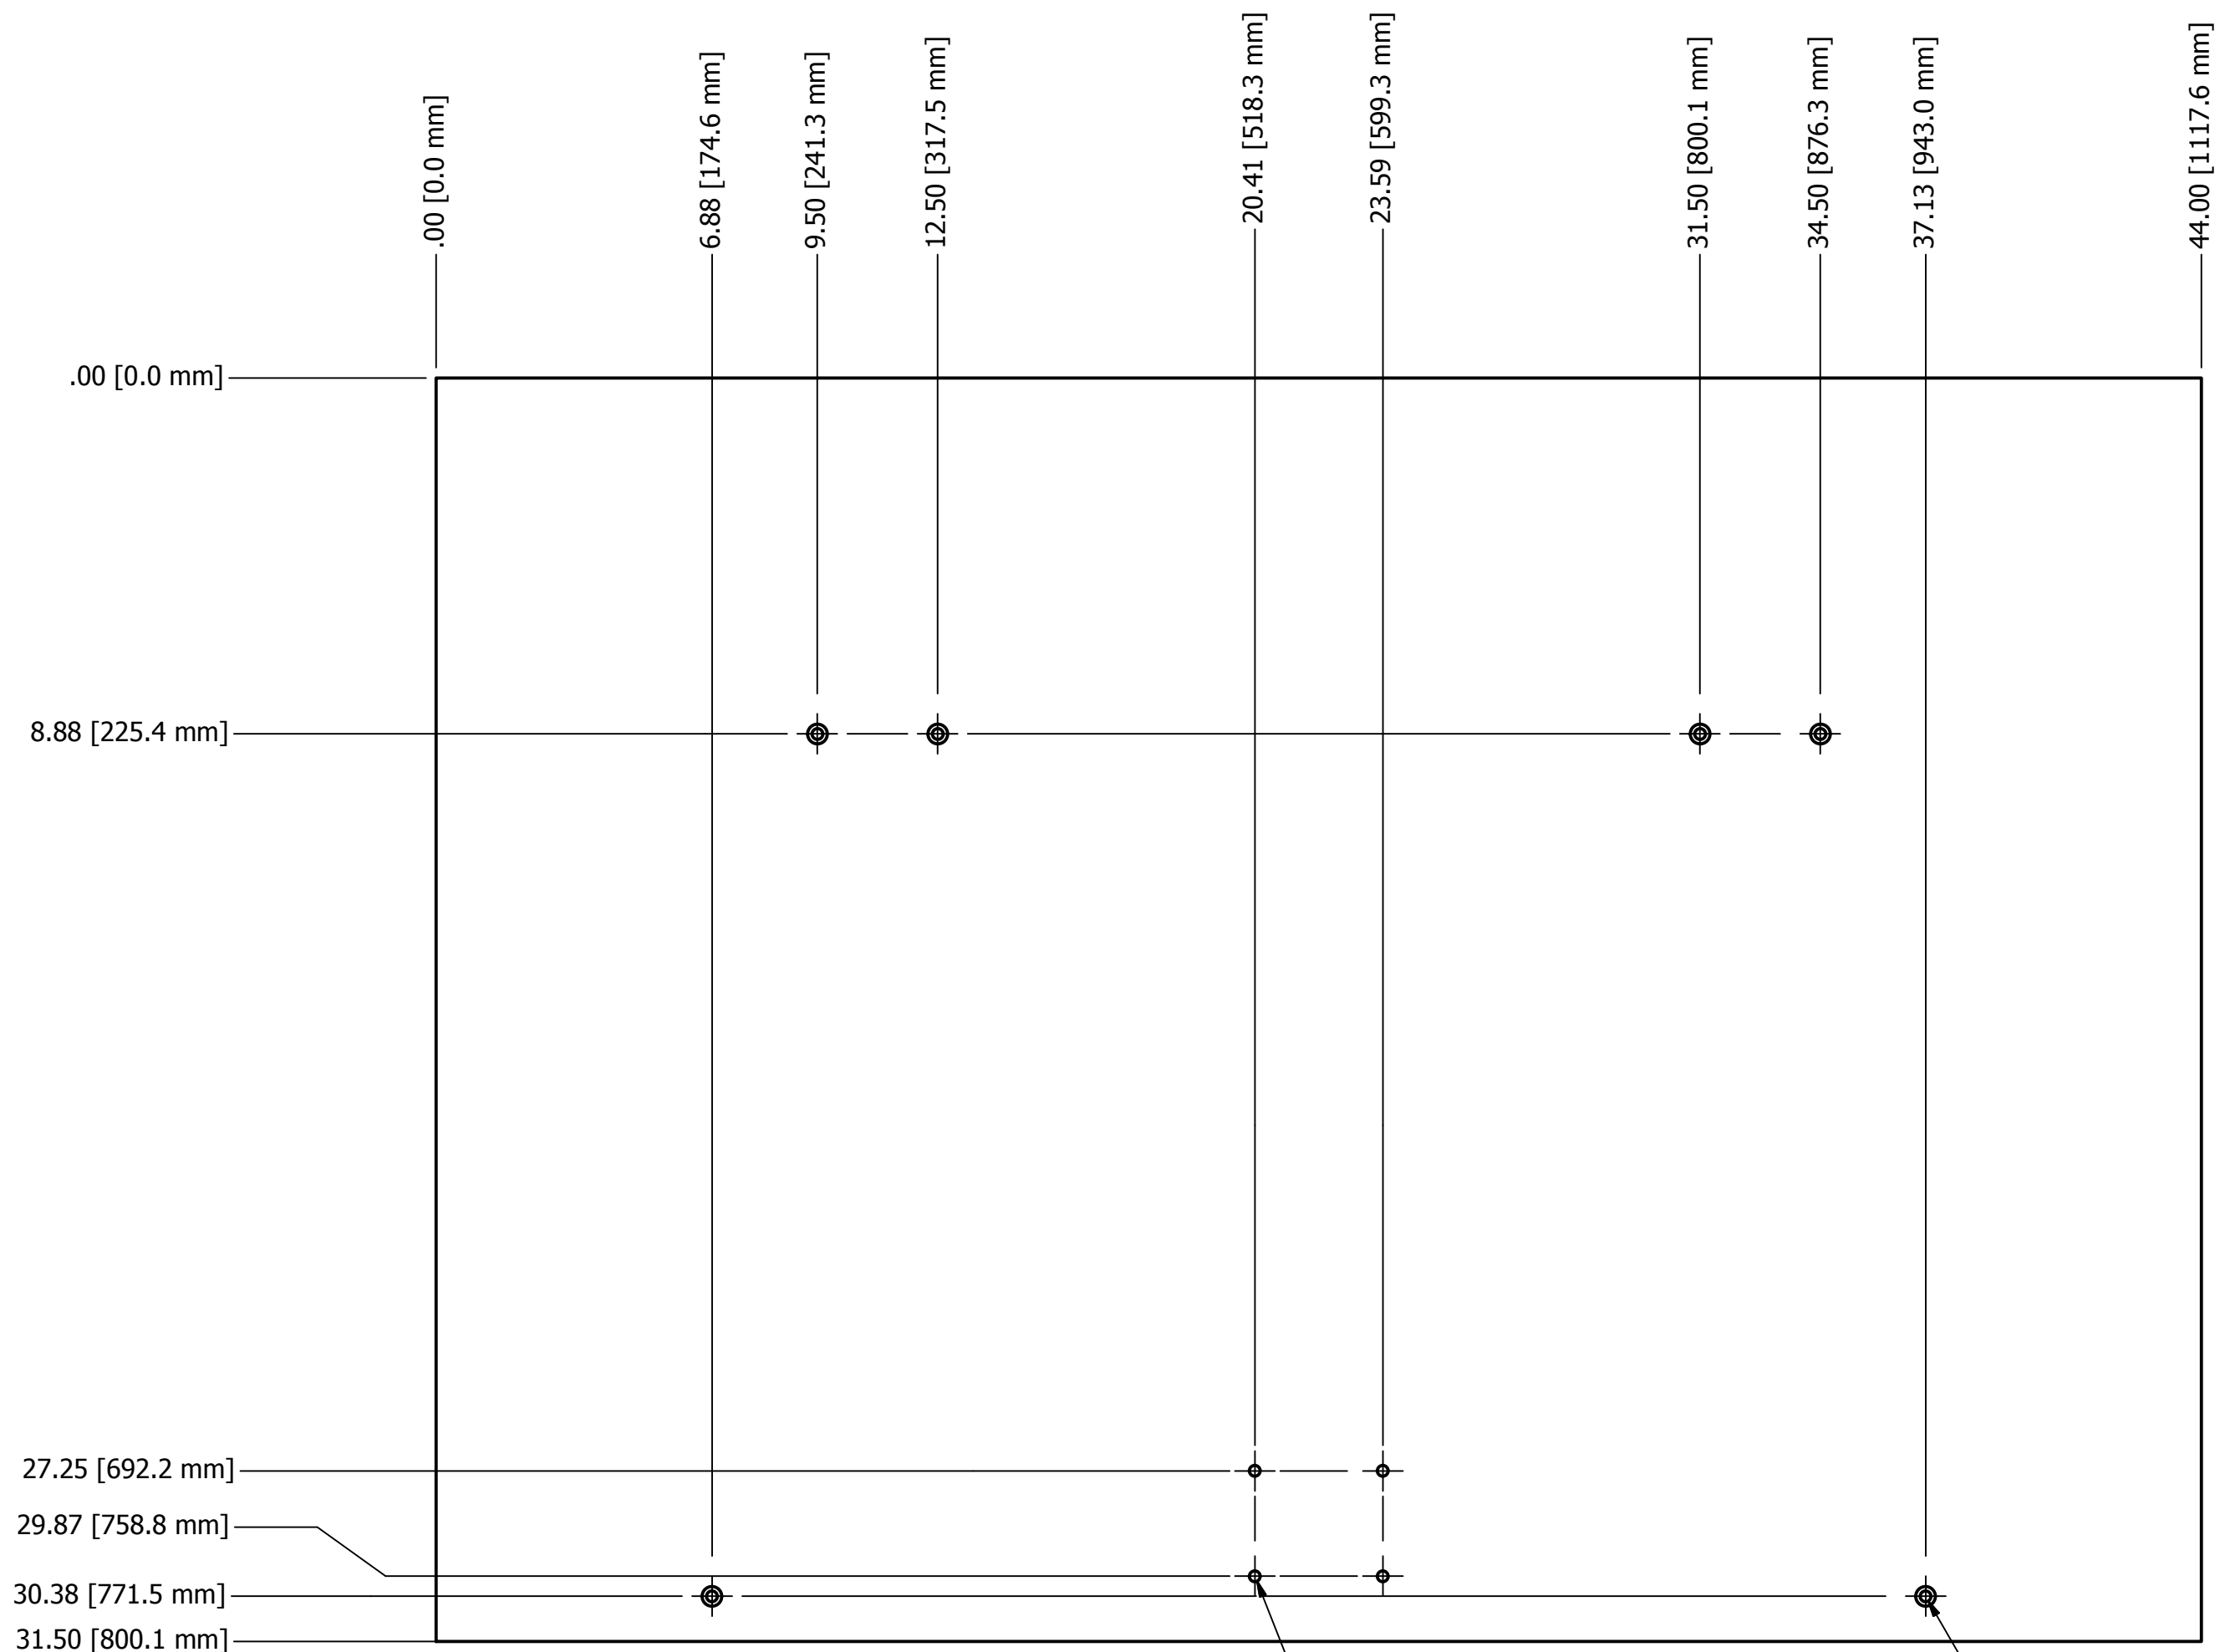 .00 [0.0 mm]
6.88 [174.6 mm]
9.50 [241.3 mm]
12.50 [317.5 mm]
20.41 [518.3 mm]
23.59 [599.3 mm]
31.50 [800.1 mm]
34.50 [876.3 mm]
37.13 [943.0 mm]
44.00 [1117.6 mm]
.00 [0.0 mm]
8.88 [225.4 mm]
27.25 [692.2 mm]
29.87 [758.8 mm]
30.38 [771.5 mm]
31.50 [800.1 mm]